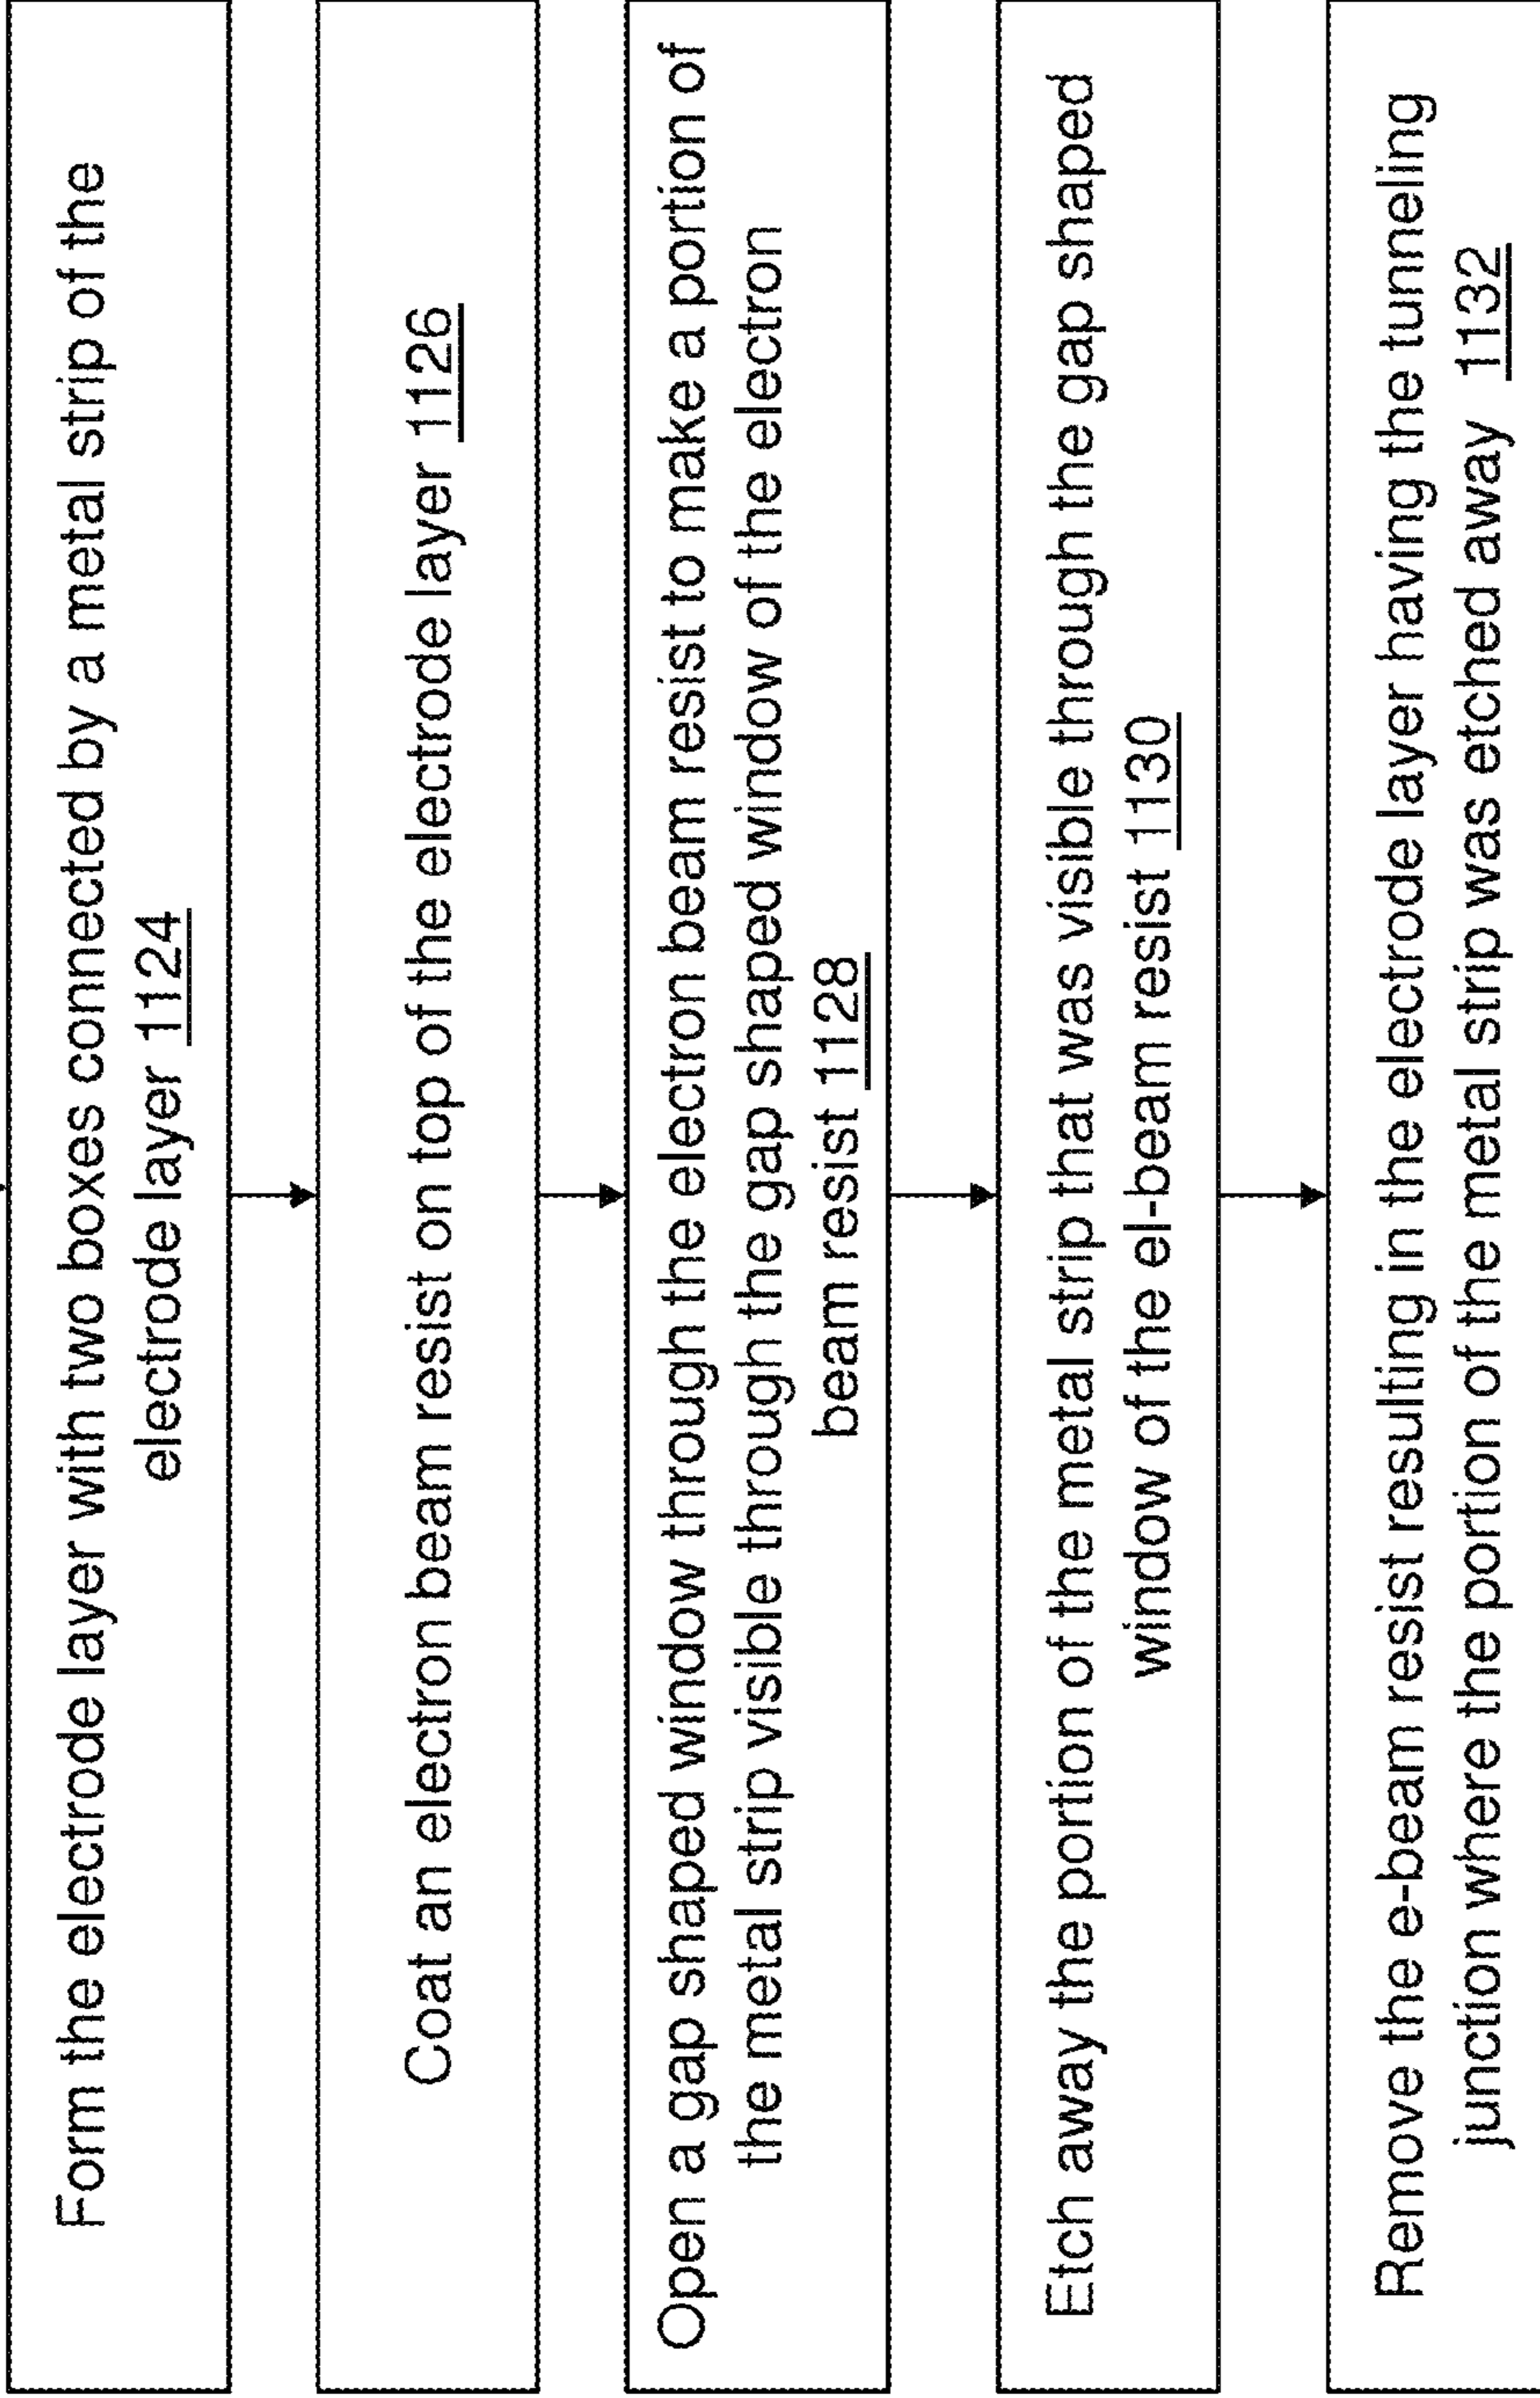 Form the electrode layer with two boxes connected by a metal strip of the
electrode layer 1124
Coat an electron beam resist on top of the electrode layer 1126
Open a gap shaped window through the electron beam resist to make a portion of
the metal strip visible through the gap shaped window of the electron
beam resist 1128
Etch away the portion of the metal strip that was visible through the gap shaped
window of the el-beam resist 1130
Remove the e-beam resist resulting in the electrode layer having the tunneling
junction where the portion of the metal strip was etched away 1132